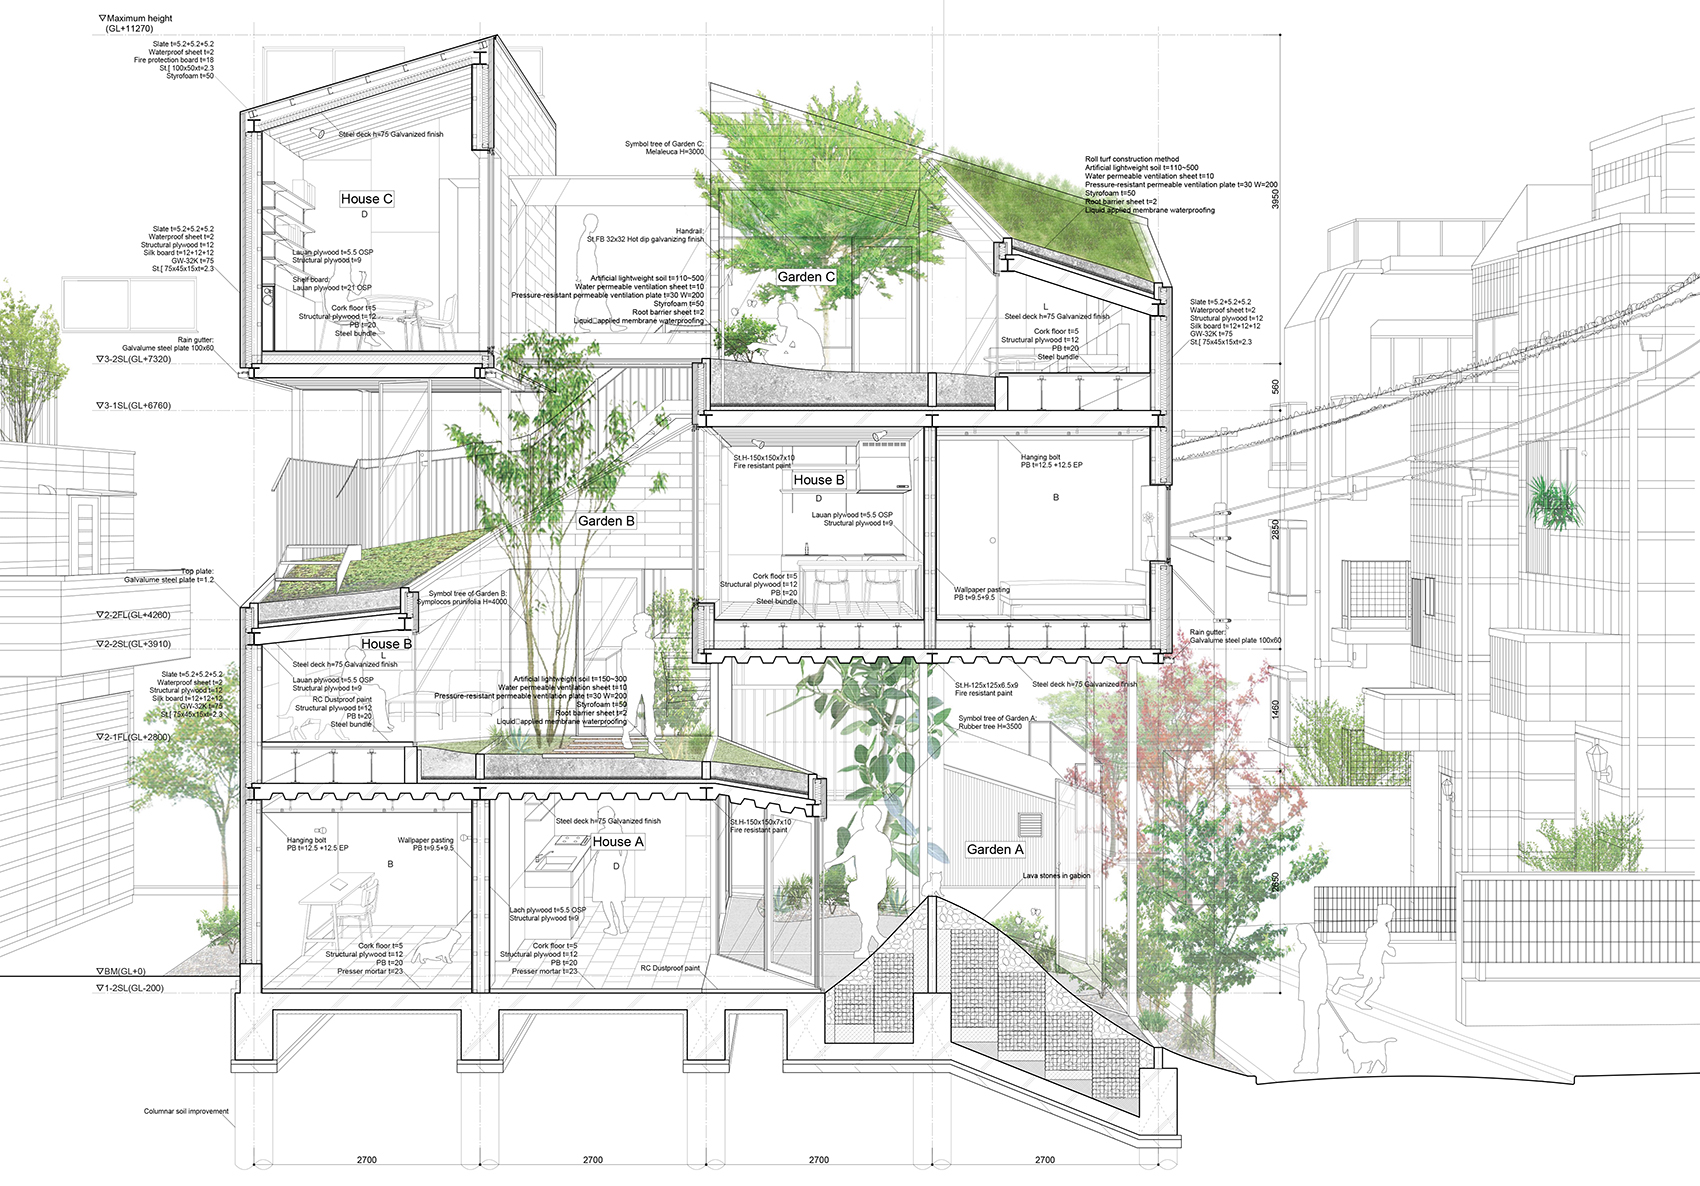 ▽Maximum height
(GL+11270)
Slate t=5.2+5.2+5.2
Waterproof sheet t=2
Fire protection board t=18
St.[ 100x50xt=2.3
Styrofoam t=50
Steel deck h=75 Galvanized finish
House C
D
Slate t=5.2+5.2+5.2
Waterproof sheet t=2
Structural plywood t=12
Silk board t=12+12+12
GW-32K t=75
St.[ 75x45x15xt=2.3
Lauan plywood t=5.5 OSP
Structural plywood t=9
Shelf board:
Lauan plywood t=21 OSP
Cork floor t=5
Structural plywood t=12
PB t=20
Steel bundle
Rain gutter:
Galvalume steel plate 100x60
▽3-2SL(GL+7320)
▽3-1SL(GL+6760)
Symbol tree of Garden C:
Melaleuca H=3000
Handrail:
St.FB 32x32 Hot dip galvanizing finish
Artificial lightweight soil t=110~500
Water permeable ventilation sheet t=10
Pressure-resistant permeable ventilation plate t=30 W=200
Styrofoam t=50
Root barrier sheet t=2
Liquid_applied membrane waterproofing
Garden C
Roll turf construction method
Artificial lightweight soil t=110~500
Water permeable ventilation sheet t=10
Pressure-resistant permeable ventilation plate t=30 W=200
Styrofoam t=50
Root barrier sheet t=2
Liquid applied membrane waterproofing
3950
L
Steel deck h=75 Galvanized finish
Cork floor t=5
Structural plywood t=12
PB t=20
Steel bundle
Slate t=5.2+5.2+5.2
Waterproof sheet t=2
Structural plywood t=12
Silk board t=12+12+12
GW-32K t=75
St.[ 75x45x15xt=2.3
560
St.H-150x150x7x10
Fire resistant paint
House B
D
Lauan plywood t=5.5 OSP
Structural plywood t=9
Cork floor t=5
Structural plywood t=12
PB t=20
Steel bundle
Hanging bolt
PB t=12.5 +12.5 EP
B
Wallpaper pasting
PB t=9.5+9.5
2850
Rain gutter:
Galvalume steel plate 100x60
Garden B
Top plate:
Galvalume steel plate t=1.2
Symbol tree of Garden B:
Symplocos prunifolia H=4000
▽2-2FL(GL+4260)
▽2-2SL(GL+3910)
House B
L
Steel deck h=75 Galvanized finish
Lauan plywood t=5.5 OSP
Structural plywood t=9
RC Dustproof paint
Structural plywood t=12
PB t=20
Steel bundle
Slate t=5.2+5.2+5.2
Waterproof sheet t=2
Structural plywood t=12
Silk board t=12+12+12
GW-32K t=75
St.[ 75x45x15xt=2.3
▽2-1FL(GL+2800)
Artificial lightweight soil t=150~300
Water permeable ventilation sheet t=10
Pressure-resistant permeable ventilation plate t=30 W=200
Styrofoam t=50
Root barrier sheet t=2
Liquid_applied membrane waterproofing
St.H-125x125x6.5x9
Fire resistant paint
Steel deck h=75 Galvanized finish
Symbol tree of Garden A:
Rubber tree H=3500
1460
Hanging bolt
PB t=12.5 +12.5 EP
Wallpaper pasting
PB t=9.5+9.5
B
Steel deck h=75 Galvanized finish
House A
D
St.H-150x150x7x10
Fire resistant paint
Garden A
Lava stones in gabion
2850
Lach plywood t=5.5 OSP
Structural plywood t=9
Cork floor t=5
Structural plywood t=12
PB t=20
Presser mortar t=23
Cork floor t=5
Structural plywood t=12
PB t=20
Presser mortar t=23
RC Dustproof paint
▽BM(GL+0)
▽1-2SL(GL-200)
Columnar soil improvement
2700
2700
2700
2700